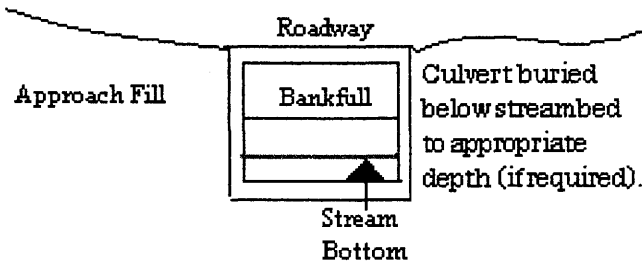 Roadway
Approach Fill
Bankfull
Culvert buried
below streambed
to appropriate
depth (if required).
Stream
Bottom